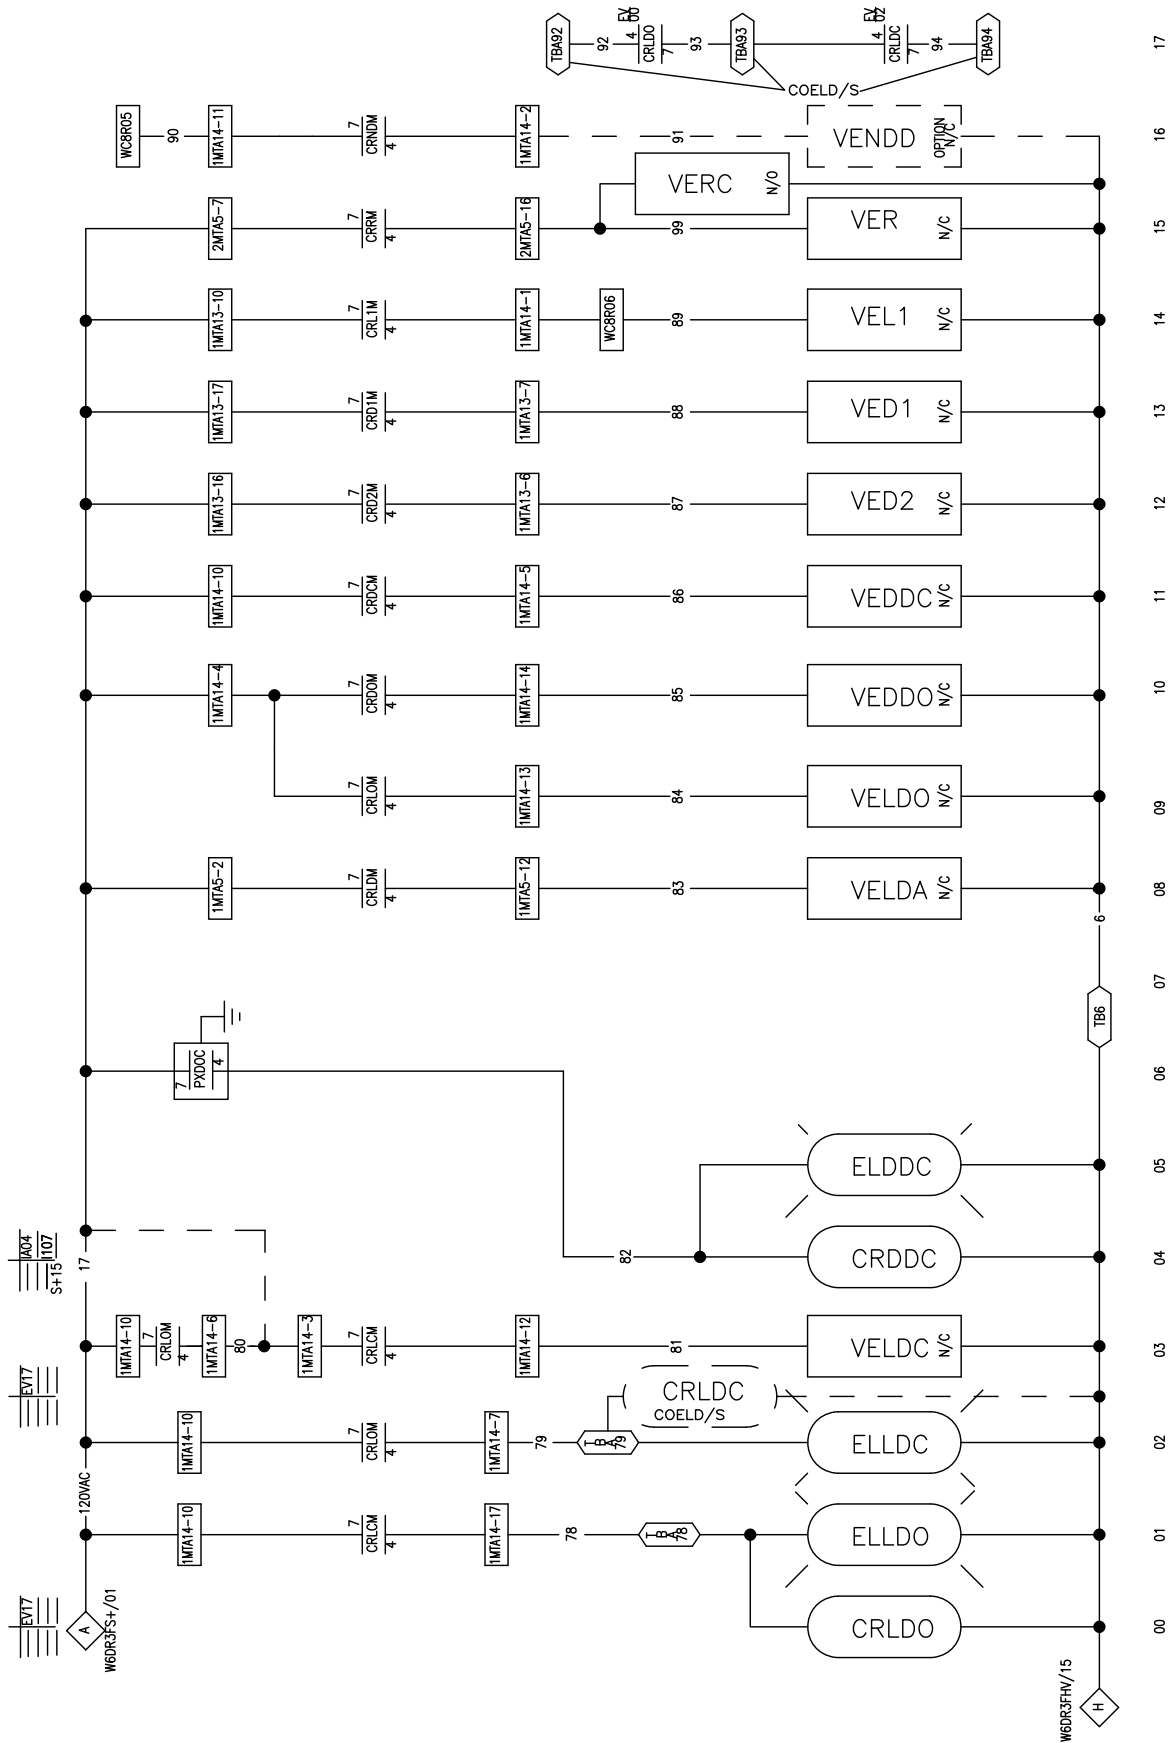 TBA92
92
EV
00
4
CRLDO
7
93
TBA93
EV
02
4
CRLDC
7
94
TBA94
17
COELD/S
WC8R05
90
1MTA14-11
7
CRNDM
4
1MTA14-2
91
VENDD
OPTION
N/C
16
VERC
N/O
2MTA5-7
7
CRRM
4
2MTA5-16
99
VER
N/C
15
1MTA13-10
7
CRL1M
4
1MTA14-1
WC8R06
89
VEL1
N/C
14
1MTA13-17
7
CRD1M
4
1MTA13-7
88
VED1
N/C
13
1MTA13-16
7
CRD2M
4
1MTA13-6
87
VED2
N/C
12
1MTA14-10
7
CRDCM
4
1MTA14-5
86
VEDDC
N/C
11
1MTA14-4
7
CRDOM
4
1MTA14-14
85
VEDDO
N/C
10
7
CRLOM
4
1MTA14-13
84
VELDO
N/C
09
1MTA5-2
7
CRLDM
4
1MTA5-12
83
VELDA
N/C
08
6
07
TB6
7
PXDOC
4
06
ELDDC
05
IA04
I107
S+15
17
82
CRDDC
04
1MTA14-10
7
CRLOM
4
1MTA14-6
80
1MTA14-3
7
CRLCM
4
1MTA14-12
81
VELDC
N/C
03
EV17
CRLDC
COELD/S
1MTA14-10
7
CRLOM
4
1MTA14-7
79
TBA
79
ELLDC
02
120VAC
1MTA14-10
7
CRLCM
4
1MTA14-17
78
TBA
78
ELLDO
01
EV17
A
W6DR3FS+/01
CRLDO
00
W6DR3FHV/15
H